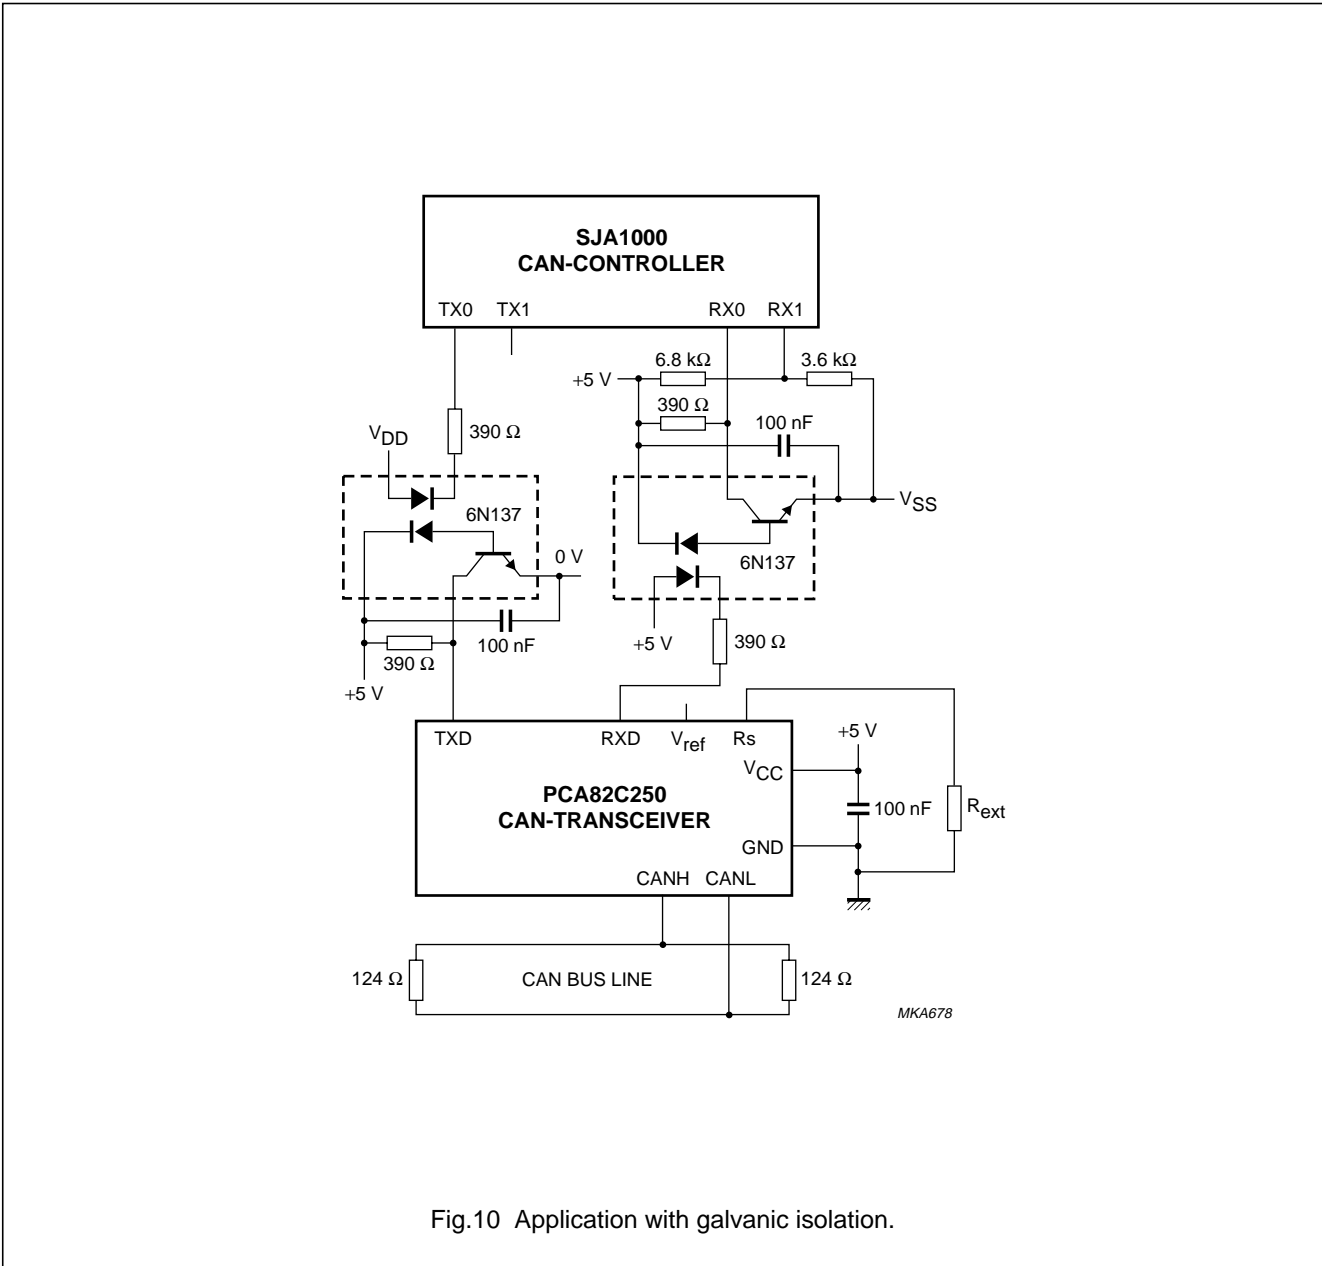 SJA1000
CAN-CONTROLLER
TX0 TX1 RX0 RX1
6.8 kΩ 3.6 kΩ
+5 V
390 Ω
100 nF
390 Ω
VDD
6N137
VSS
0 V
6N137
+5 V
390 Ω
100 nF
390 Ω
+5 V
TXD RXD Vref Rs
+5 V
VCC
PCA82C250
CAN-TRANSCEIVER
100 nF
Rext
GND
CANH CANL
124 Ω
CAN BUS LINE
124 Ω
MKA678
Fig.10 Application with galvanic isolation.